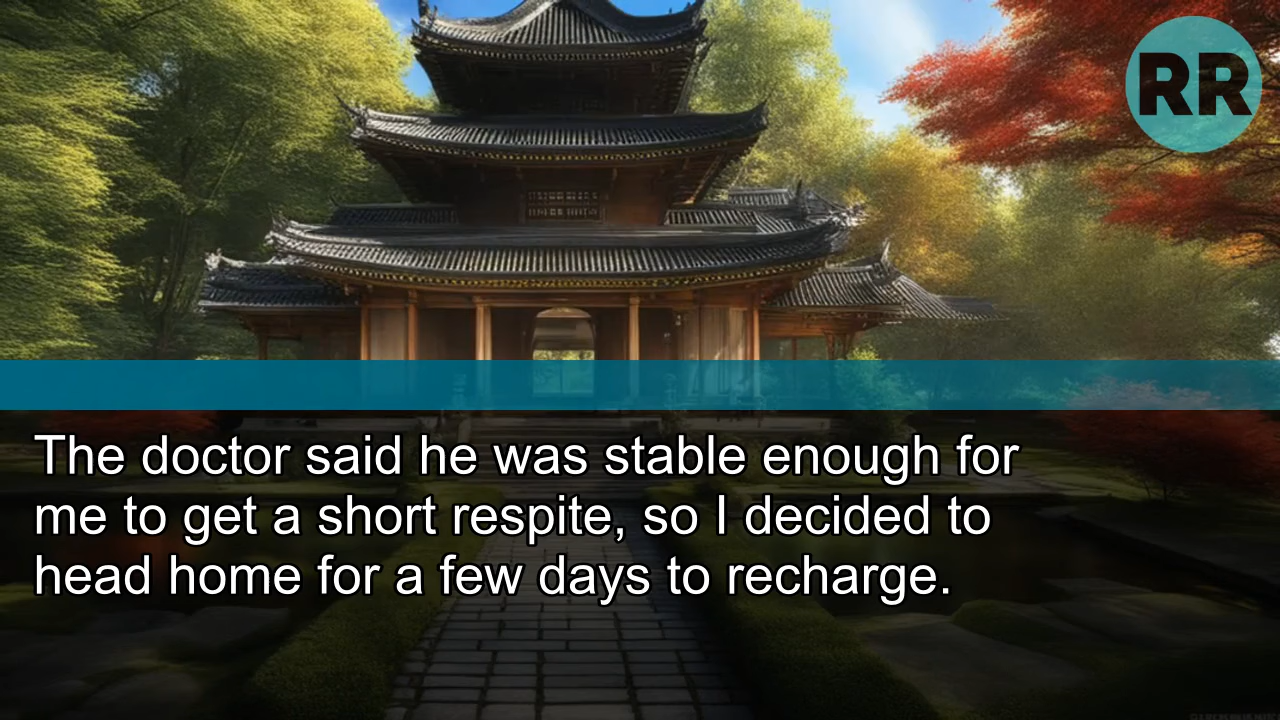 RR
The doctor said he was stable enough for
me to get a short respite, so I decided to
head home for a few days to recharge.